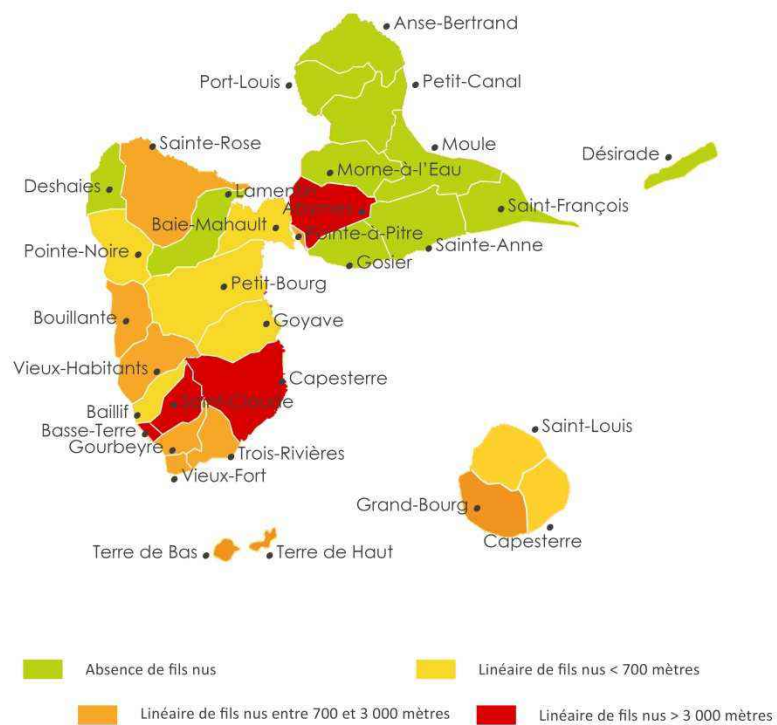 Anse-Bertrand
Port-Louis
Petit-Canal
Sainte-Rose
Moule
Désirade
Morne-à-l'Eau
Deshaies
Lamentin
Abymes
Saint-François
Baie-Mahault
Pointe-à-Pitre
Pointe-Noire
Sainte-Anne
Gosier
Petit-Bourg
Bouillante
Goyave
Vieux-Habitants
Capesterre
Saint-Claude
Baillif
Basse-Terre
Saint-Louis
Gourbeyre
Trois-Rivières
Vieux-Fort
Grand-Bourg
Capesterre
Terre de Bas
Terre de Haut
Absence de fils nus
Linéaire de fils nus < 700 mètres
Linéaire de fils nus entre 700 et 3 000 mètres
Linéaire de fils nus > 3 000 mètres